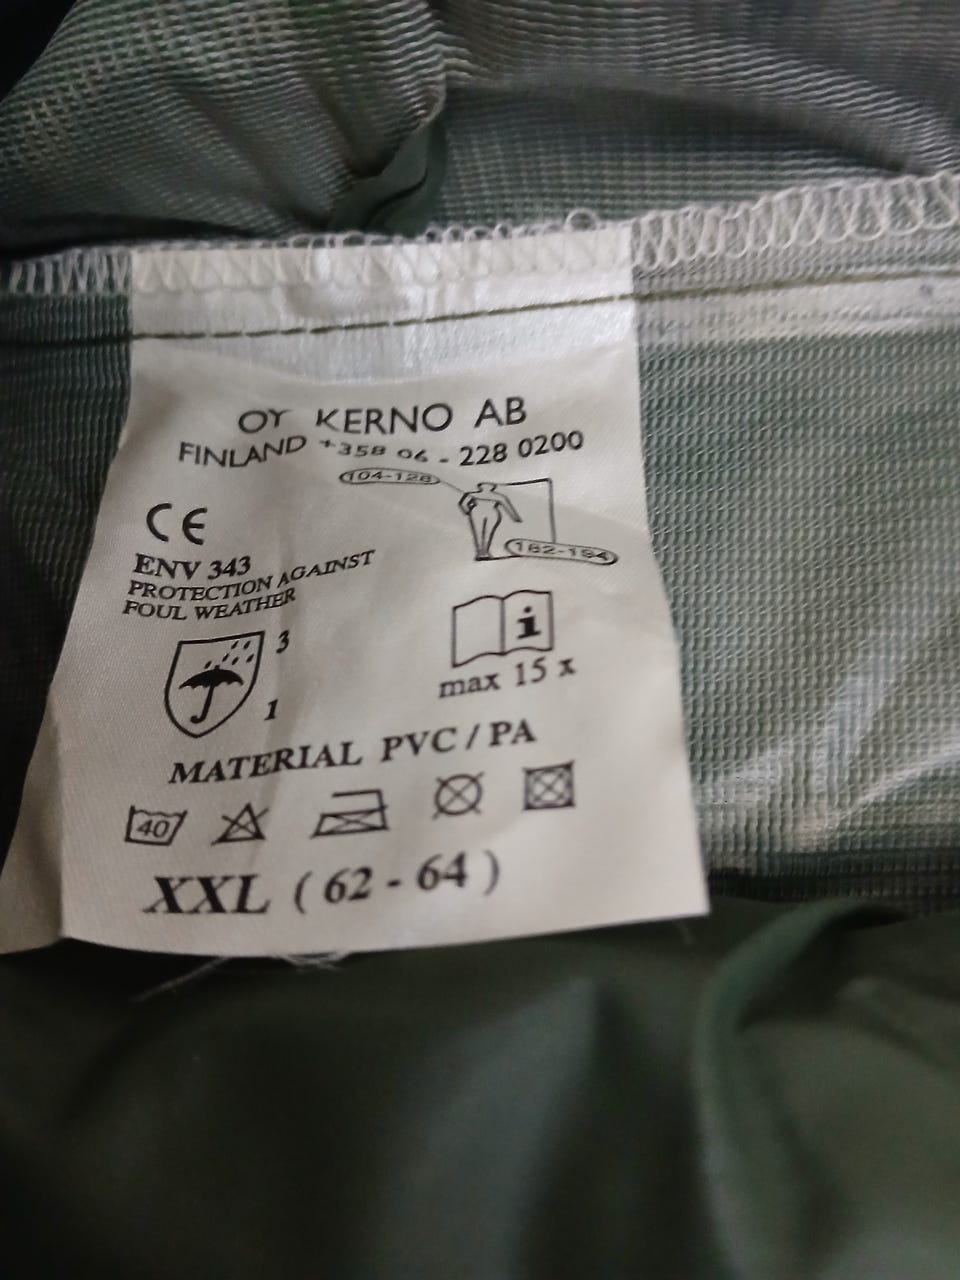 OY KERNO AB
FINLAND +358 06 - 228 0200
104-128
CE
182-194
ENV 343
PROTECTION AGAINST
FOUL WEATHER
3
i
1
max 15 x
MATERIAL PVC / PA
40
XXL ( 62 - 64 )